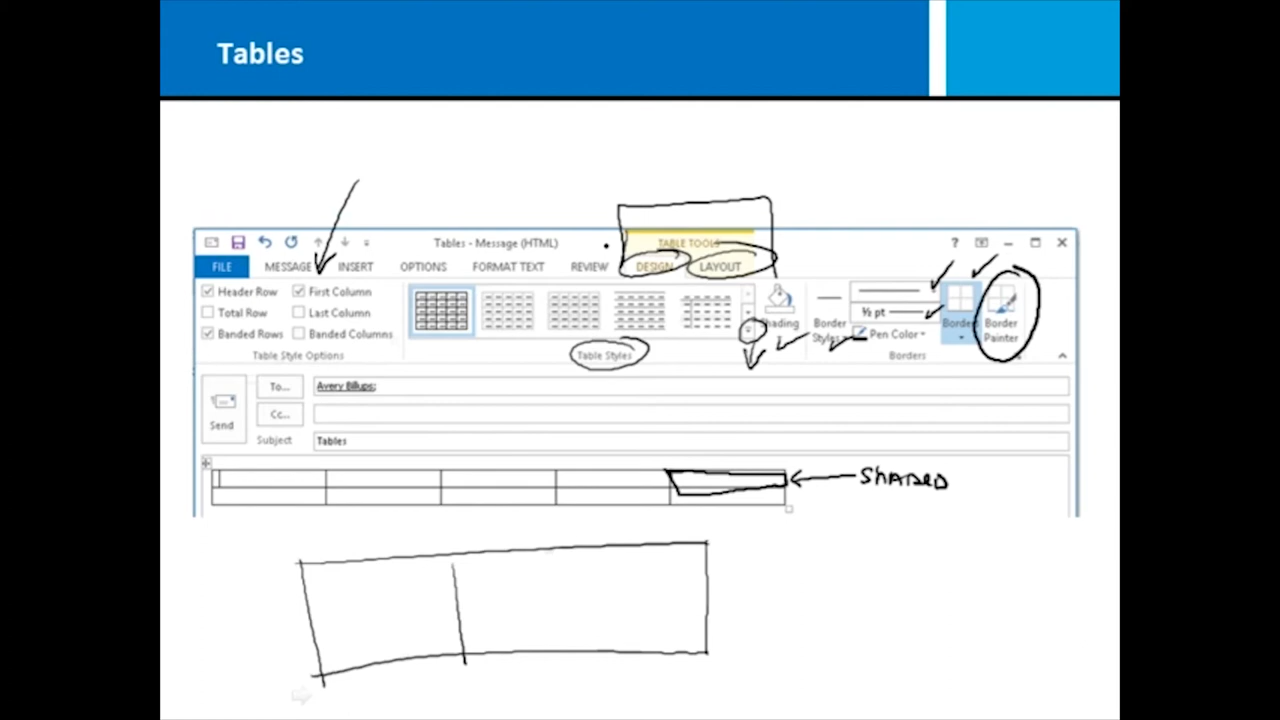 Tables
Tables - Message (HTML)
TABLE TOOLS
?
FILE MESSAGE INSERT OPTIONS FORMAT TEXT REVIEW DESIGN LAYOUT
Header Row First Column
Total Row Last Column
Banded Rows Banded Columns
Table Style Options
Table Styles
Shading
Border
Styles
½ pt
Pen Color
Borders
Border
Painter
Borders
To... Avery Billups;
Cc...
Send
Subject Tables
SHADED